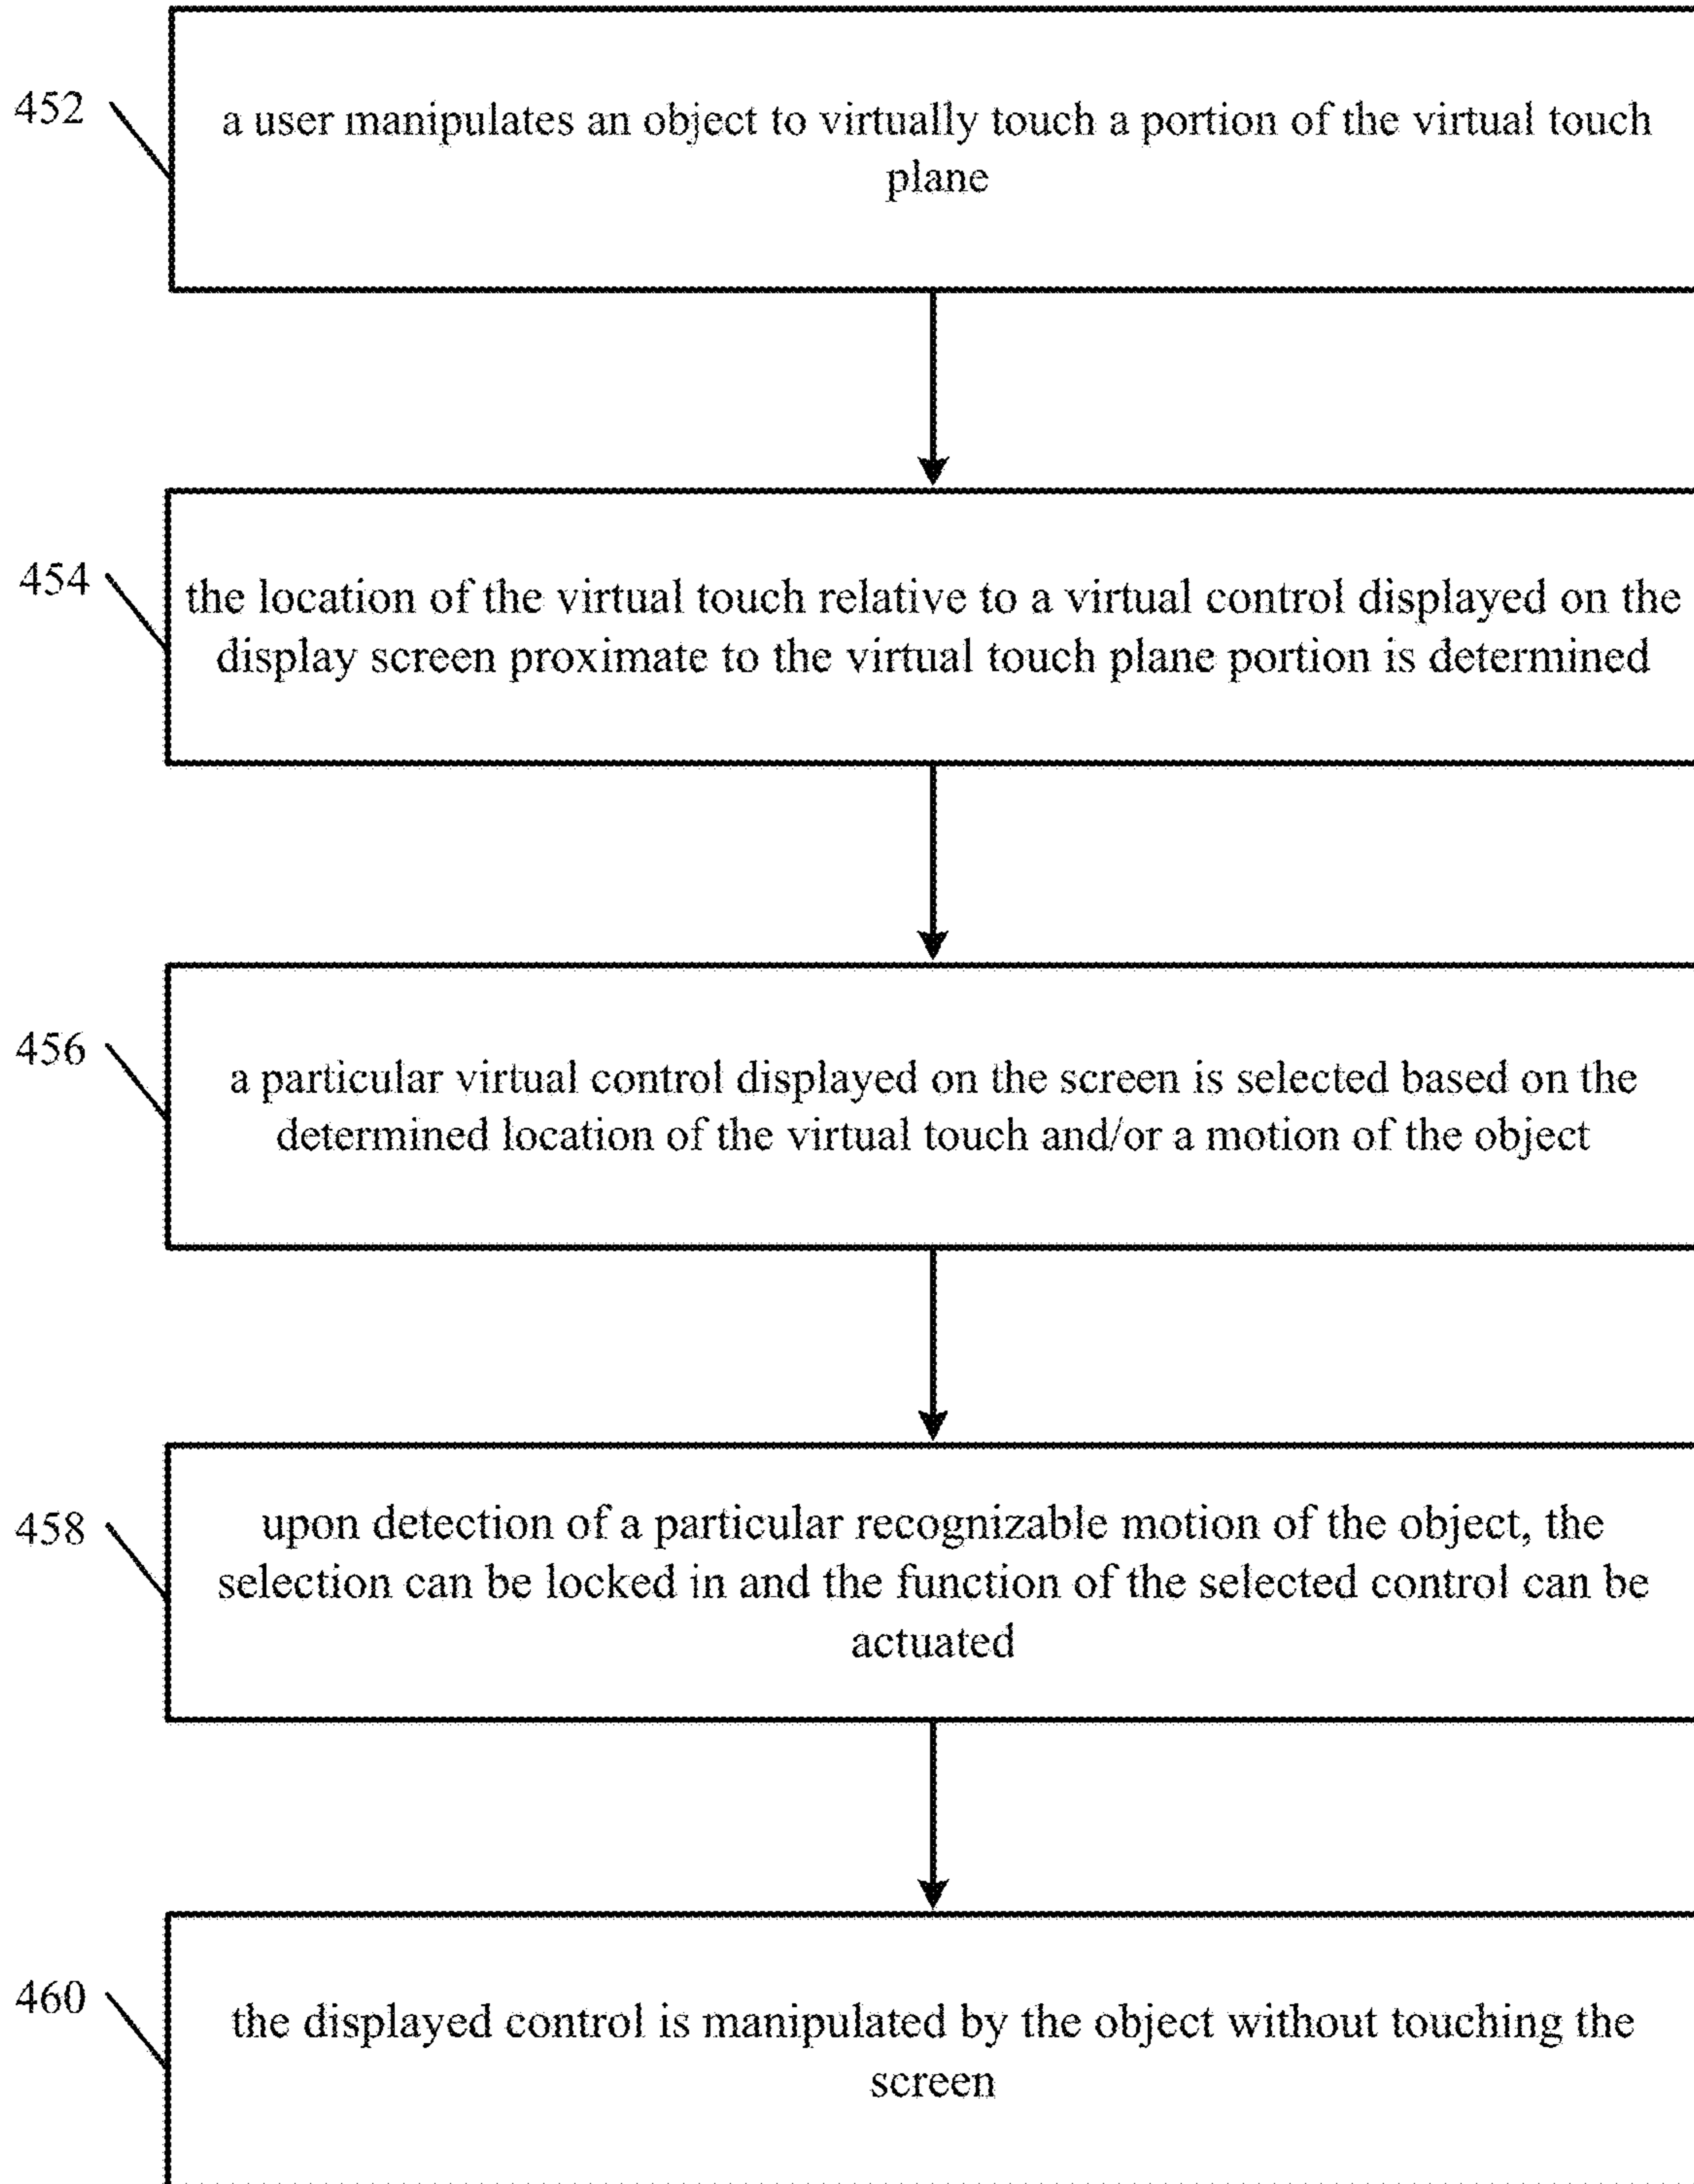 452
a user manipulates an object to virtually touch a portion of the virtual touch
plane
454
the location of the virtual touch relative to a virtual control displayed on the
display screen proximate to the virtual touch plane portion is determined
456
a particular virtual control displayed on the screen is selected based on the
determined location of the virtual touch and/or a motion of the object
458
upon detection of a particular recognizable motion of the object, the
selection can be locked in and the function of the selected control can be
actuated
460
the displayed control is manipulated by the object without touching the
screen